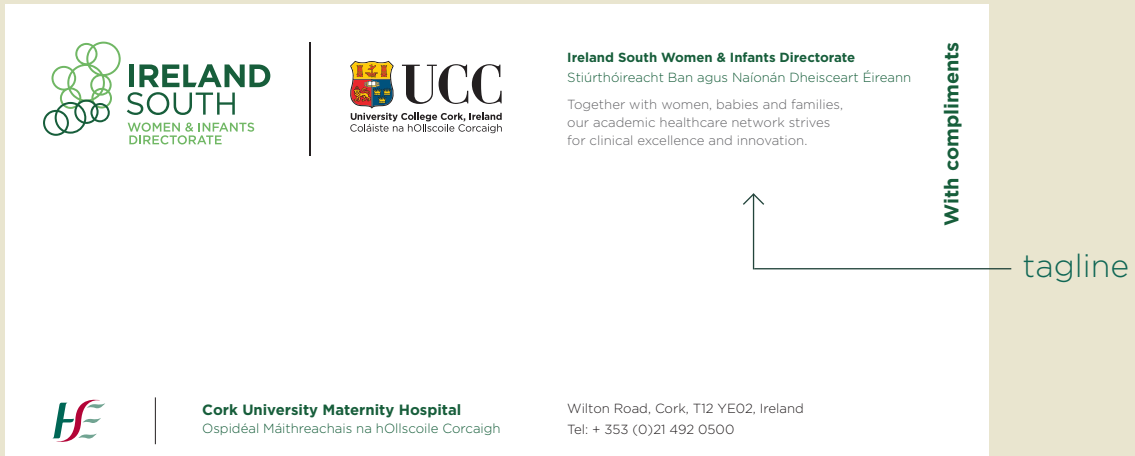 IRELAND
SOUTH
WOMEN & INFANTS
DIRECTORATE
UCC
University College Cork, Ireland
Coláiste na hOllscoile Corcaigh
Ireland South Women & Infants Directorate
Stiúrthóireacht Ban agus Naíonán Dheisceart Éireann
Together with women, babies and families,
our academic healthcare network strives
for clinical excellence and innovation.
With compliments
tagline
HE
Cork University Maternity Hospital
Ospidéal Máithreachais na hOllscoile Corcaigh
Wilton Road, Cork, T12 YE02, Ireland
Tel: + 353 (0)21 492 0500